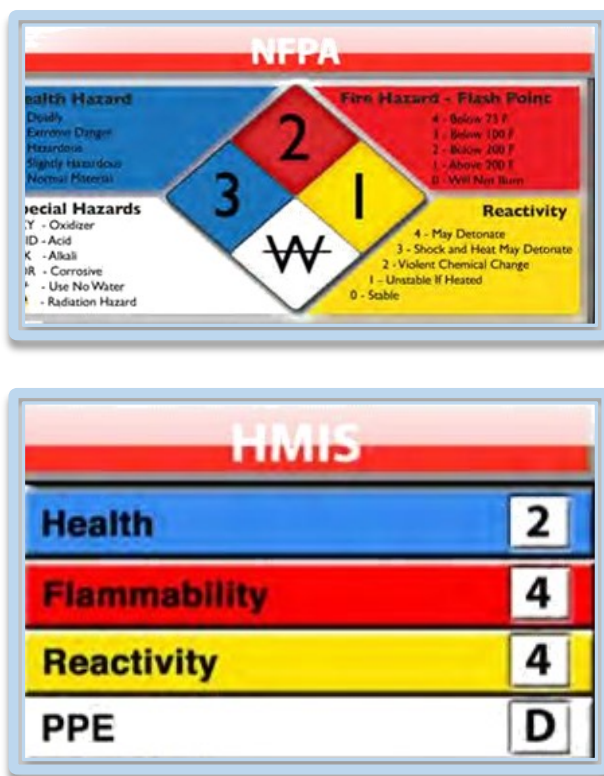 NFPA
ealth Hazard
Deadly
Extreme Danger
Hazardous
Slightly Hazardous
Normal Material
Fire Hazard - Flash Point
4 - Below 73 F
3 - Below 100 F
2 - Below 200 F
1 - Above 200 F
0 - Will Not Burn
2
3
1
W
pecial Hazards
Y - Oxidizer
ID - Acid
K - Alkali
OR - Corrosive
- Use No Water
- Radiation Hazard
Reactivity
4 - May Detonate
3 - Shock and Heat May Detonate
2 - Violent Chemical Change
1 - Unstable If Heated
0 - Stable
HMIS
Health 2
Flammability 4
Reactivity 4
PPE D